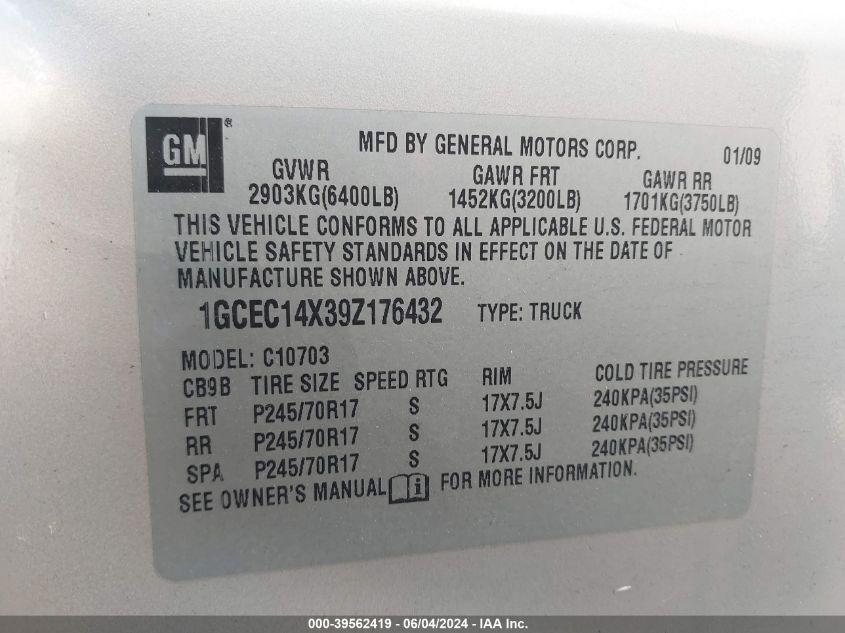 GM®
MFD BY GENERAL MOTORS CORP. 01/09
GVWR GAWR FRT GAWR RR
2903KG(6400LB) 1452KG(3200LB) 1701KG(3750LB)
THIS VEHICLE CONFORMS TO ALL APPLICABLE U.S. FEDERAL MOTOR
VEHICLE SAFETY STANDARDS IN EFFECT ON THE DATE OF
MANUFACTURE SHOWN ABOVE.
1GCEC14X39Z176432 TYPE: TRUCK
MODEL: C10703
CB9B TIRE SIZE SPEED RTG RIM COLD TIRE PRESSURE
FRT P245/70R17 S 17X7.5J 240KPA(35PSI)
RR P245/70R17 S 17X7.5J 240KPA(35PSI)
SPA P245/70R17 S 17X7.5J 240KPA(35PSI)
SEE OWNER'S MANUAL i FOR MORE INFORMATION.
000-39562419 - 06/04/2024 - IAA Inc.